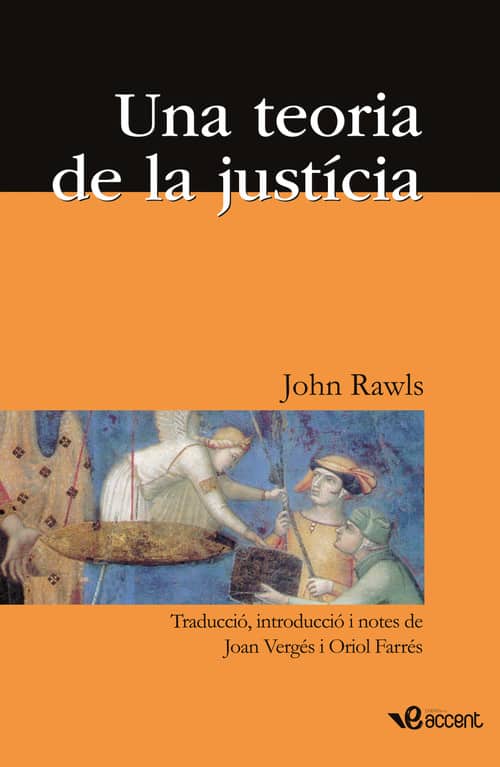 Una teoria
de la justícia
John Rawls
Traducció, introducció i notes de
Joan Vergés i Oriol Farrés
accent